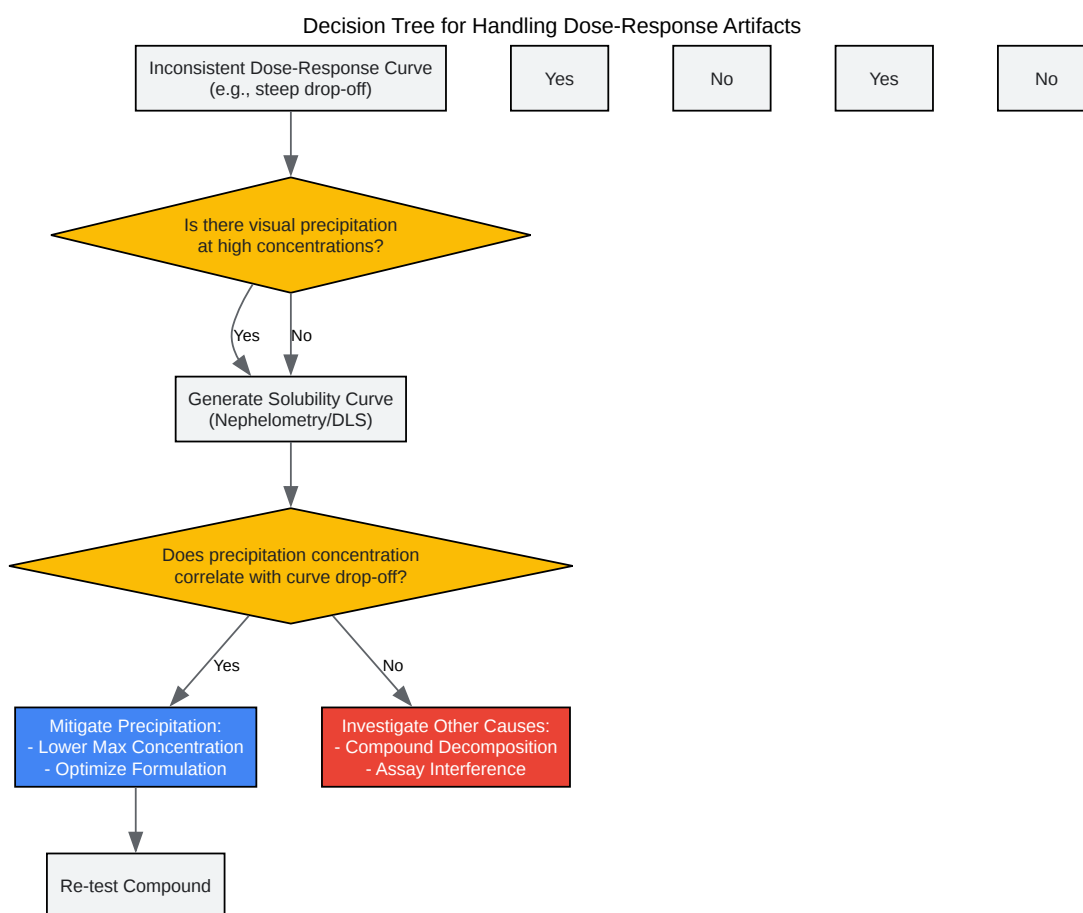 Decision Tree for Handling Dose-Response Artifacts
Inconsistent Dose-Response Curve
(e.g., steep drop-off)
Yes
No
Yes
No
Is there visual precipitation
at high concentrations?
Yes
No
Generate Solubility Curve
(Nephelometry/DLS)
Does precipitation concentration
correlate with curve drop-off?
Yes
No
Mitigate Precipitation:
- Lower Max Concentration
- Optimize Formulation
Investigate Other Causes:
- Compound Decomposition
- Assay Interference
Re-test Compound